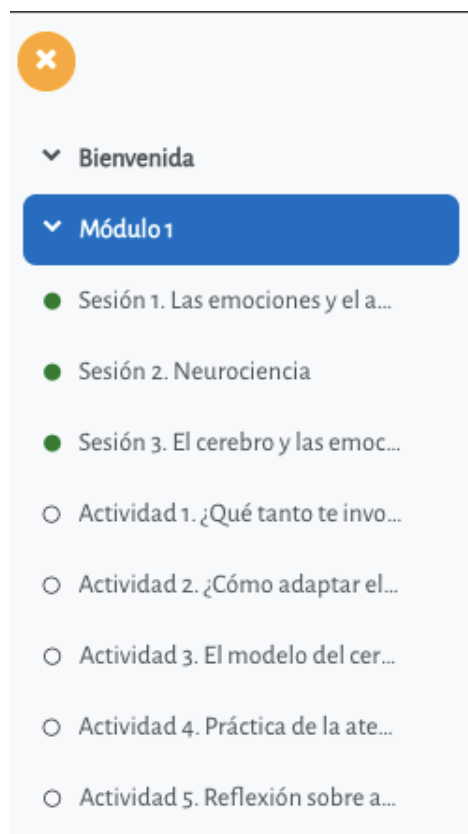 Bienvenida
Módulo 1
Sesión 1. Las emociones y el a...
Sesión 2. Neurociencia
Sesión 3. El cerebro y las emoc...
Actividad 1. ¿Qué tanto te invo...
Actividad 2. ¿Cómo adaptar el...
Actividad 3. El modelo del cer...
Actividad 4. Práctica de la ate...
Actividad 5. Reflexión sobre a...